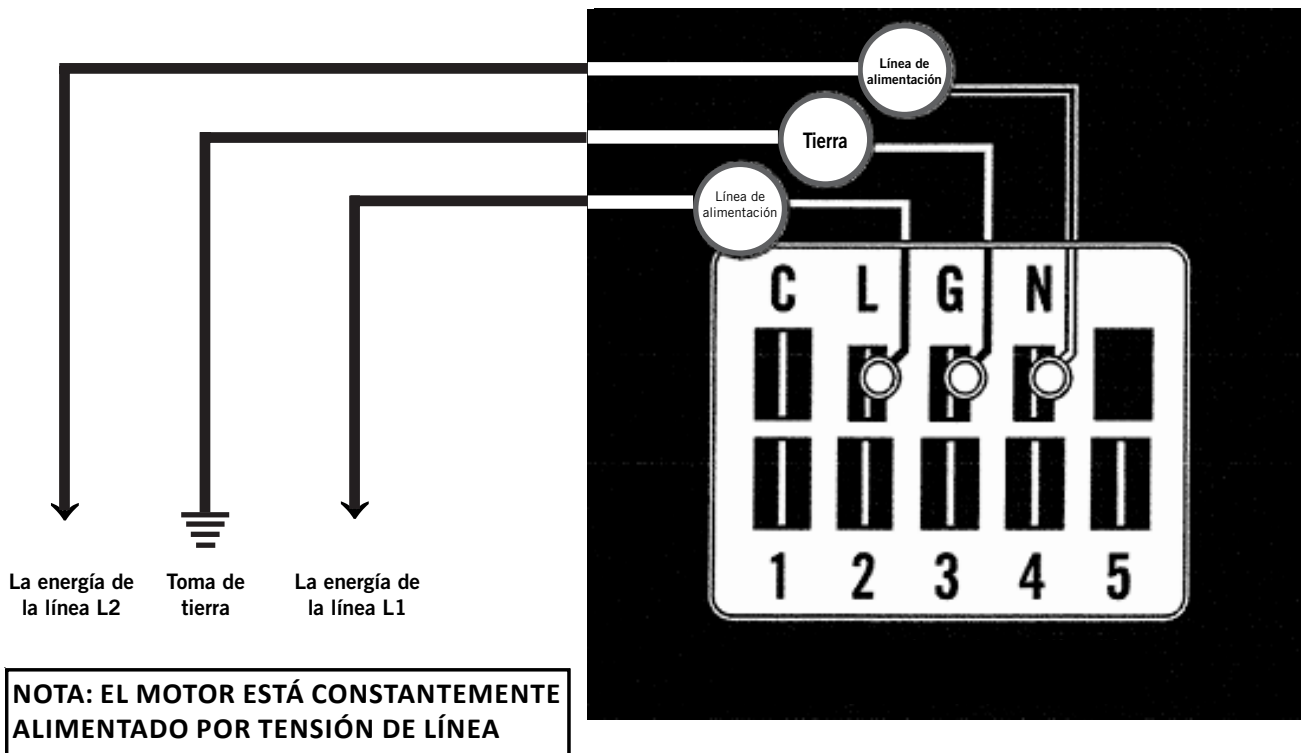 Línea de
alimentación
Tierra
Línea de
alimentación
C L G N
1 2 3 4 5
La energía de
la línea L2
Toma de
tierra
La energía de
la línea L1
NOTA: EL MOTOR ESTÁ CONSTANTEMENTE
ALIMENTADO POR TENSIÓN DE LÍNEA